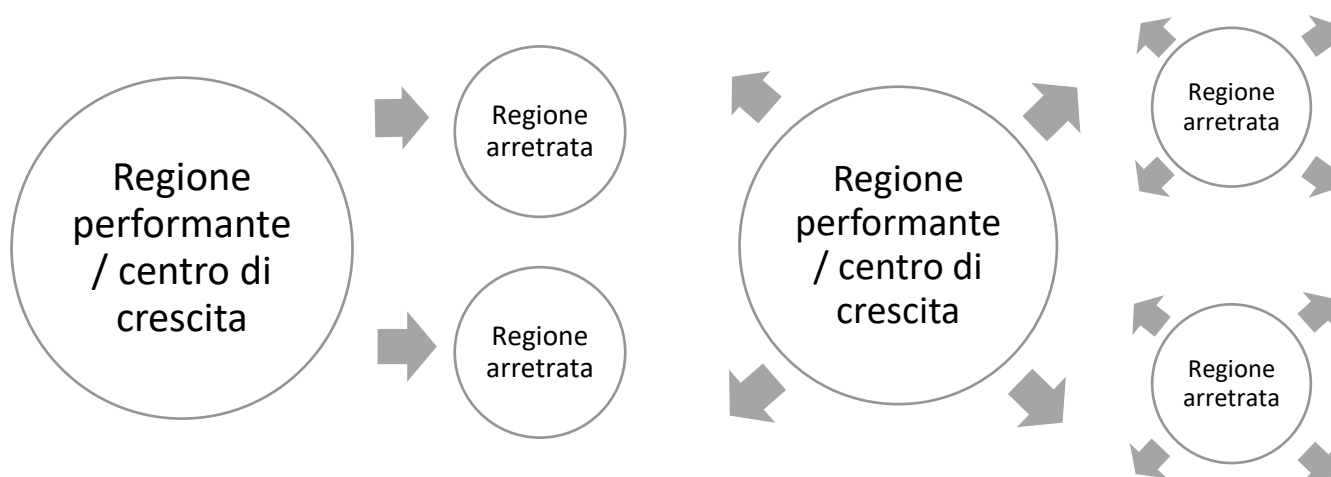 Regione
performante
/ centro di
crescita
Regione
arretrata
Regione
arretrata
Regione
performante
/ centro di
crescita
Regione
arretrata
Regione
arretrata